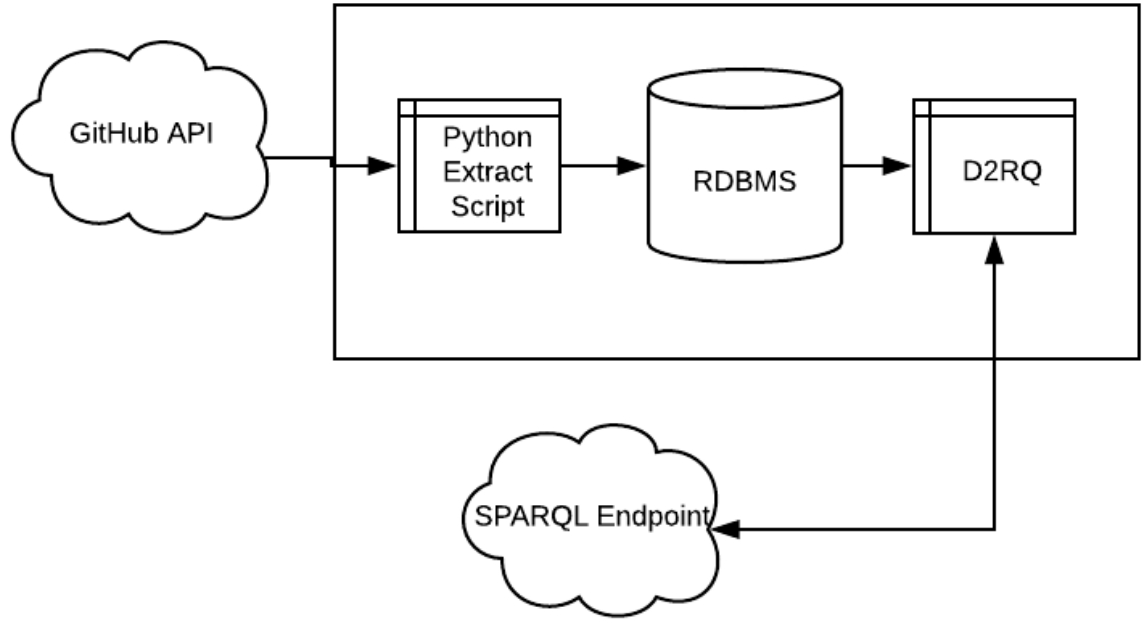 GitHub API
Python
Extract
Script
RDBMS
D2RQ
SPARQL Endpoint